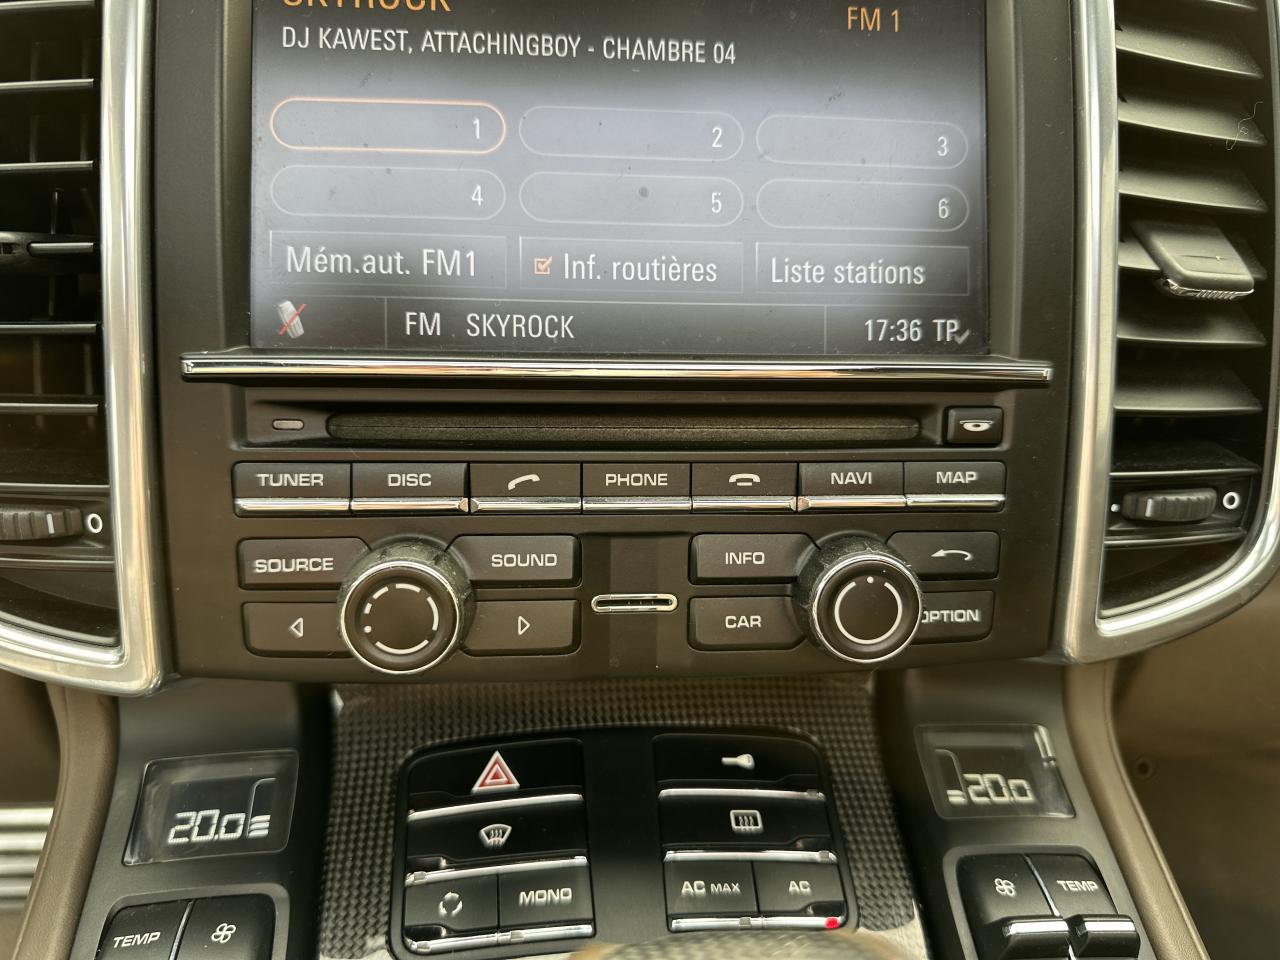 SKYROCK
FM 1
DJ KAWEST, ATTACHINGBOY - CHAMBRE 04
1 2 3
4 5 6
Mém.aut. FM1 Inf. routières Liste stations
FM SKYROCK 17:36 TP
TUNER DISC PHONE NAVI MAP
SOURCE SOUND INFO
CAR OPTION
20.0 20.0
MONO AC MAX AC
TEMP TEMP